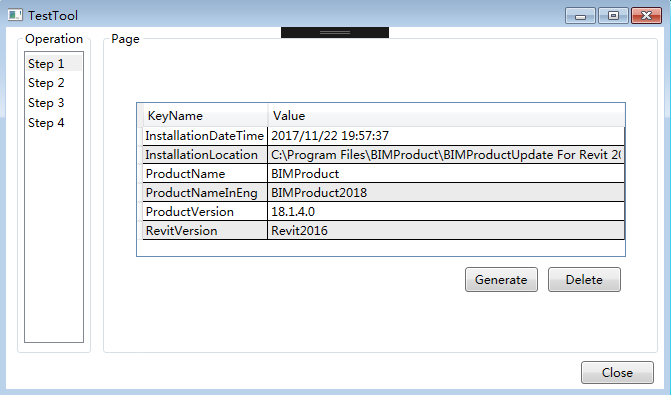 TestTool
Operation
Page
Step 1
Step 2
Step 3
Step 4
KeyName Value
InstallationDateTime 2017/11/22 19:57:37
InstallationLocation C:\Program Files\BIMProduct\BIMProductUpdate For Revit 20
ProductName BIMProduct
ProductNameInEng BIMProduct2018
ProductVersion 18.1.4.0
RevitVersion Revit2016
Generate Delete
Close